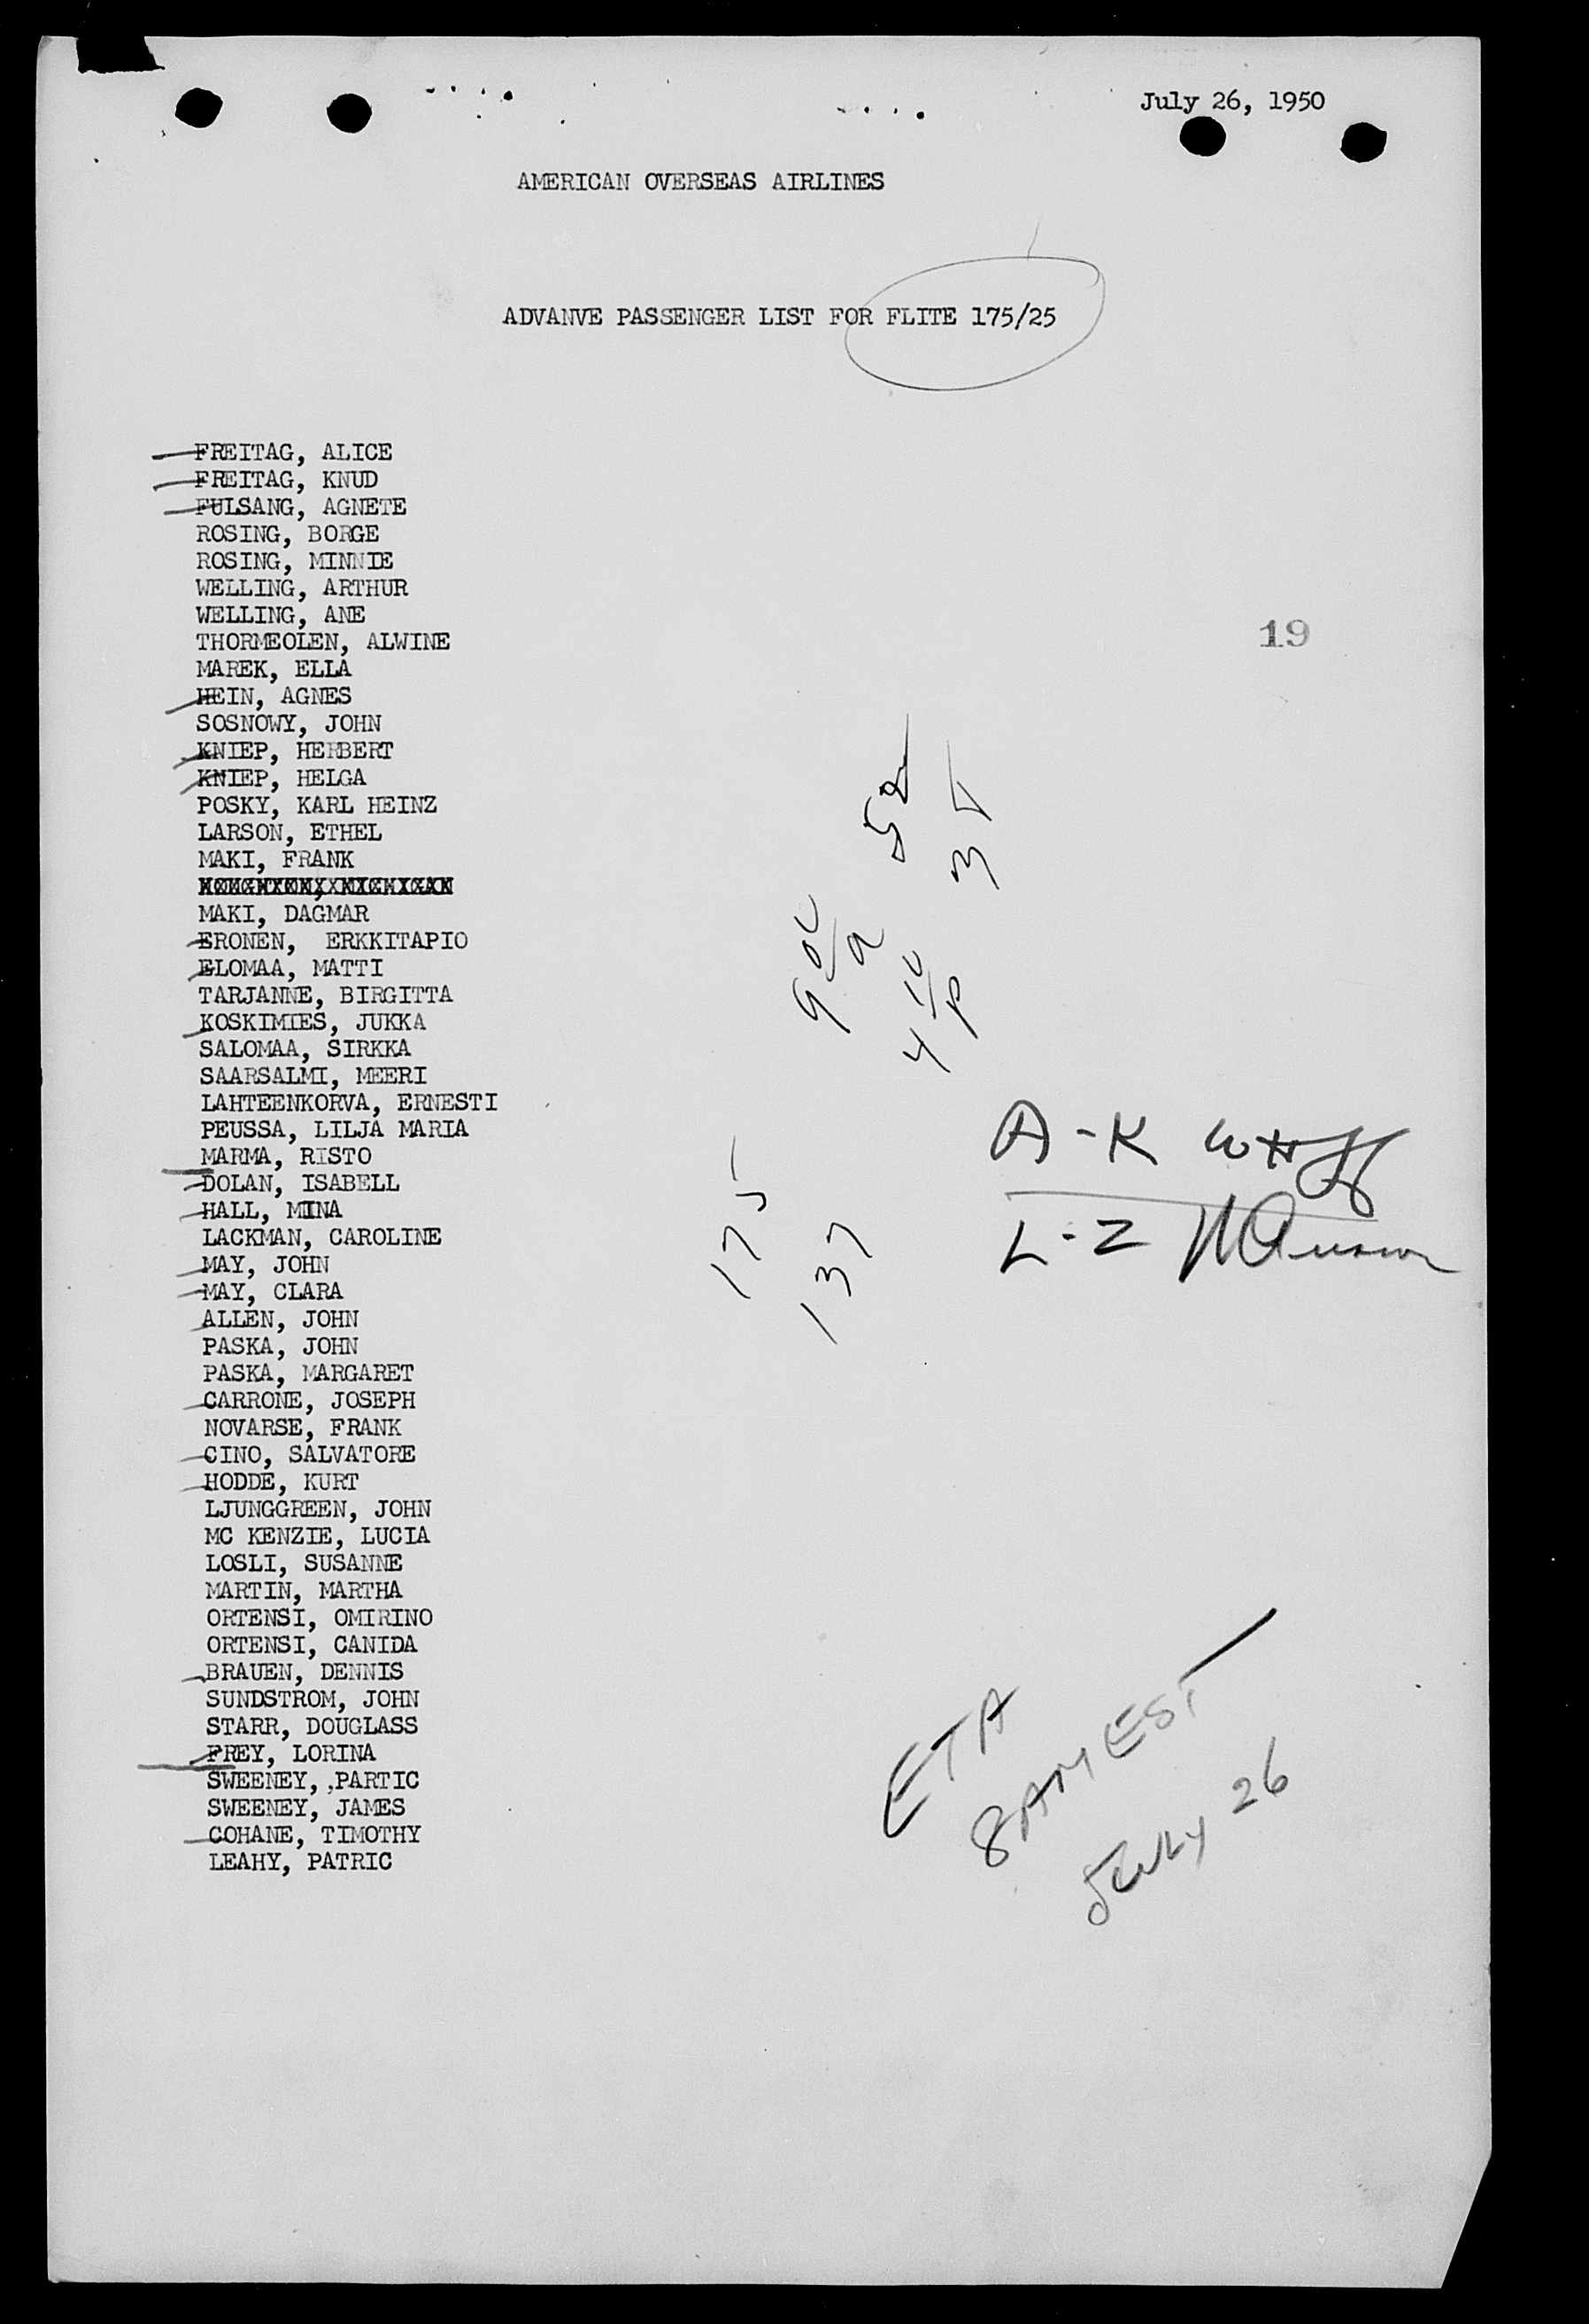 July 26, 1950
AMERICAN OVERSEAS AIRLINES
ADVANVE PASSENGER LIST FOR FLITE 175/25
FREITAG, ALICE
FREITAG, KNUD
FULSANG, AGNETE
ROSING, BORGE
ROSING, MINNIE
WELLING, ARTHUR
WELLING, ANE
THORMEOLEN, ALWINE
19
MAREK, ELLA
HEIN, AGNES
SOSNOWY, JOHN
KNIEP, HERBERT
KNIEP, HELGA
POSKY, KARL HEINZ
LARSON, ETHEL
MAKI, FRANK
MAKI, DAGMAR
ERONEN, ERKKITAPIO
ELOMAA, MATTI
TARJANNE, BIRGITTA
KOSKIMIES, JUKKA
SALOMAA, SIRKKA
SAARSALMI, MEERI
LAHTEENKORVA, ERNESTI
PEUSSA, LILJA MARIA
MARMA, RISTO
DOLAN, ISABELL
HALL, MINA
LACKMAN, CAROLINE
MAY, JOHN
MAY, CLARA
ALLEN, JOHN
PASKA, JOHN
PASKA, MARGARET
CARRONE, JOSEPH
NOVARSE, FRANK
CINO, SALVATORE
HODDE, KURT
LJUNGGREEN, JOHN
MC KENZIE, LUCIA
LOSLI, SUSANNE
MARTIN, MARTHA
ORTENSI, OMIRINO
ORTENSI, CANIDA
BRAUEN, DENNIS
SUNDSTROM, JOHN
STARR, DOUGLASS
FREY, LORINA
SWEENEY, ,PARTIC
SWEENEY, JAMES
COHANE, TIMOTHY
LEAHY, PATRIC
52
35
900 a
410 p
175
137
A-K
L-Z
ETA
8AM EST
JULY 26